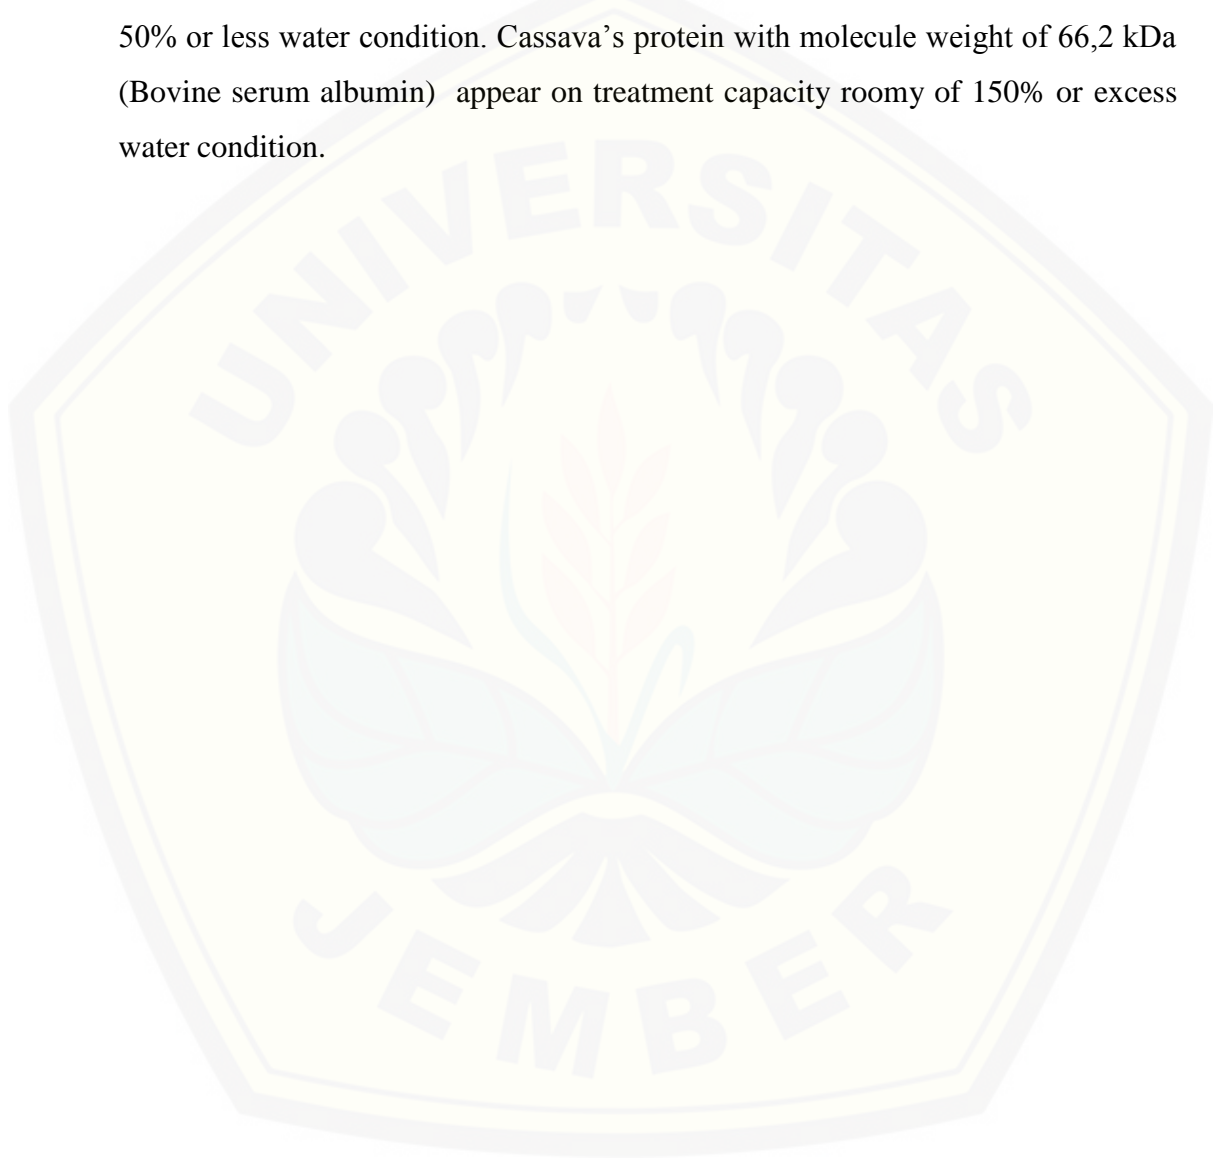 50% or less water condition. Cassava’s protein with molecule weight of 66,2 kDa
(Bovine serum albumin)  appear on treatment capacity roomy of 150% or excess
water condition.
UNIVERSITAS
JEMBER